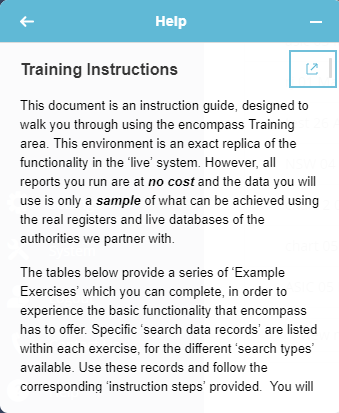 Help
Training Instructions
This document is an instruction guide, designed to
walk you through using the encompass Training
area. This environment is an exact replica of the
functionality in the ‘live’ system. However, all
reports you run are at no cost and the data you will
use is only a sample of what can be achieved using
the real registers and live databases of the
authorities we partner with.
The tables below provide a series of ‘Example
Exercises’ which you can complete, in order to
experience the basic functionality that encompass
has to offer. Specific ‘search data records’ are listed
within each exercise, for the different ‘search types’
available. Use these records and follow the
corresponding ‘instruction steps’ provided.  You will